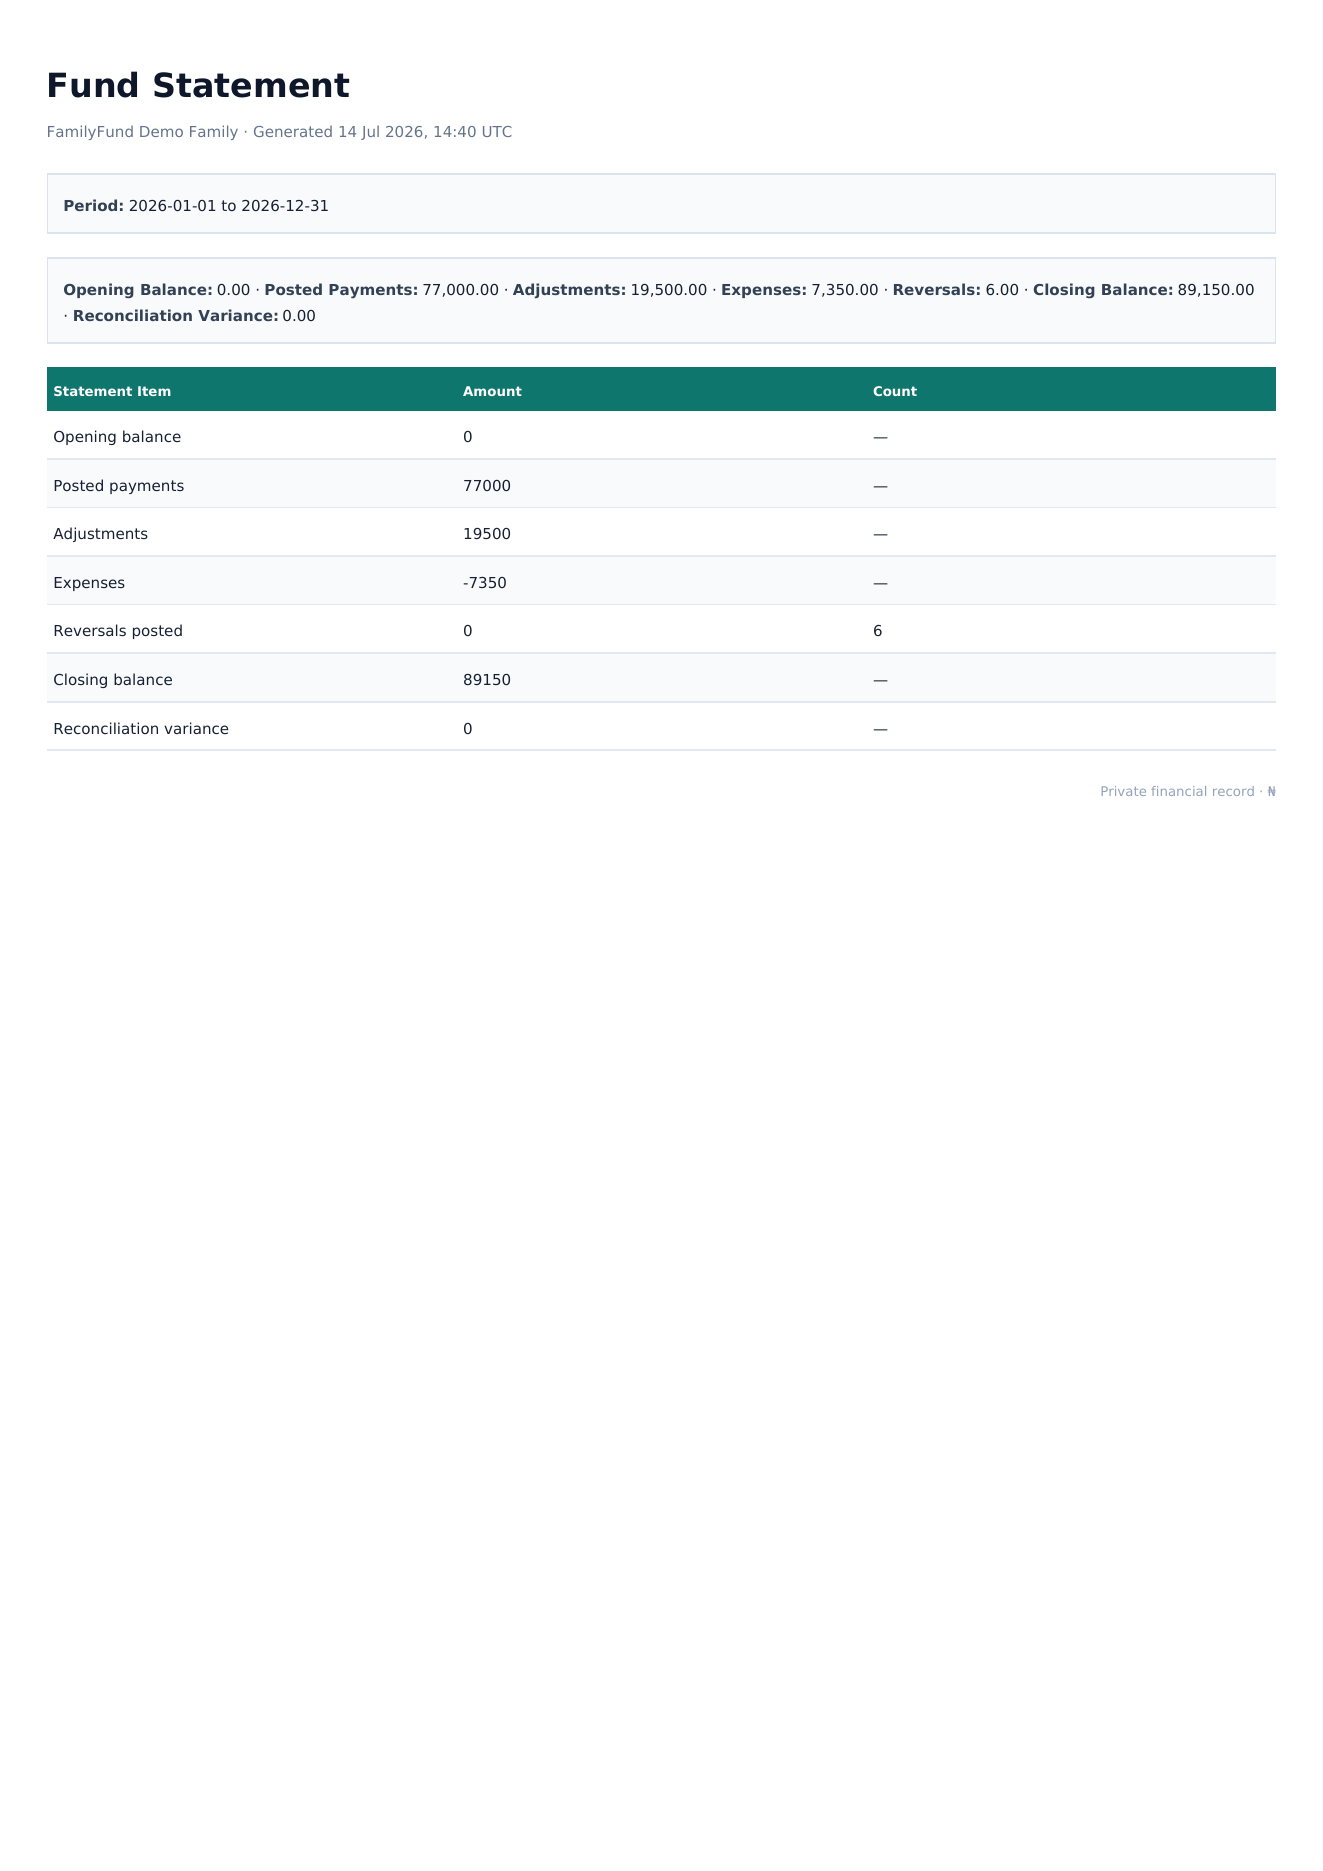 Fund Statement
FamilyFund Demo Family · Generated 14 Jul 2026, 14:40 UTC
Period: 2026-01-01 to 2026-12-31
Opening Balance: 0.00 · Posted Payments: 77,000.00 · Adjustments: 19,500.00 · Expenses: 7,350.00 · Reversals: 6.00 · Closing Balance: 89,150.00
· Reconciliation Variance: 0.00
Statement Item Amount Count
Opening balance 0 —
Posted payments 77000 —
Adjustments 19500 —
Expenses -7350 —
Reversals posted 0 6
Closing balance 89150 —
Reconciliation variance 0 —
Private financial record · ₦